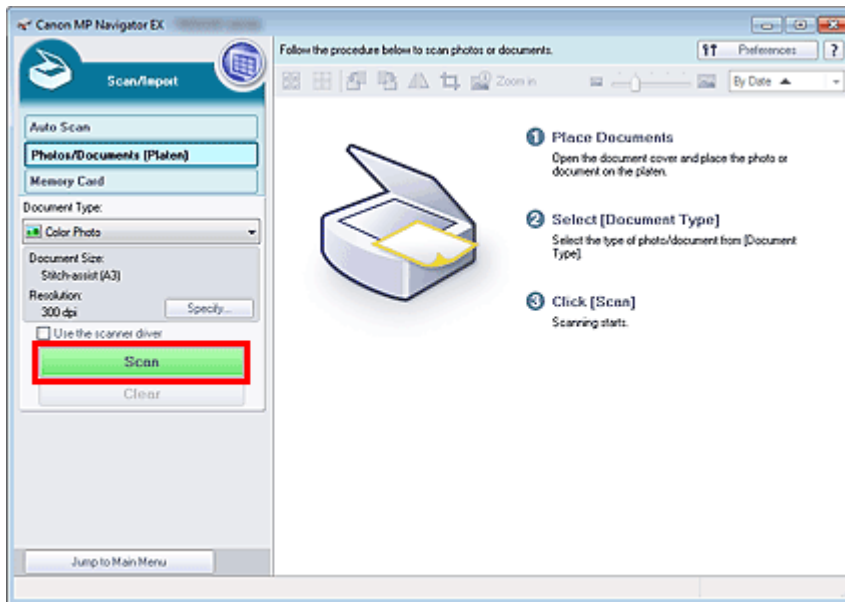 Canon MP Navigator EX
Scan/Import
Auto Scan
Photos/Documents (Platen)
Memory Card
Document Type:
Color Photo
Document Size:
Stitch-assist (A3)
Resolution:
300 dpi
Specify...
Use the scanner driver
Scan
Clear
Jump to Main Menu
Follow the procedure below to scan photos or documents.
Preferences
?
Zoom in
By Date
1 Place Documents
Open the document cover and place the photo or
document on the platen.
2 Select [Document Type]
Select the type of photo/document from [Document
Type].
3 Click [Scan]
Scanning starts.